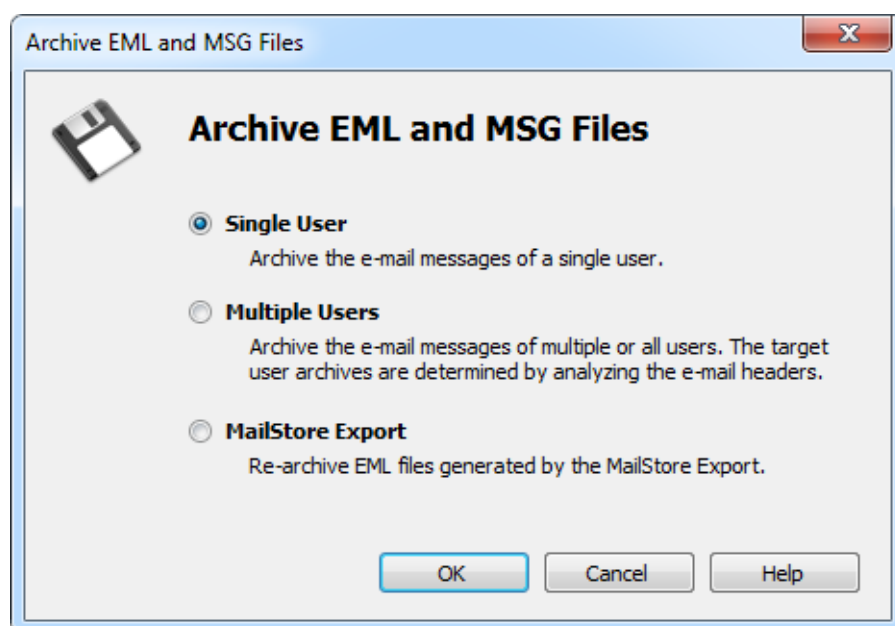 Archive EML and MSG Files
Archive EML and MSG Files
Single User
Archive the e-mail messages of a single user.
Multiple Users
Archive the e-mail messages of multiple or all users. The target
user archives are determined by analyzing the e-mail headers.
MailStore Export
Re-archive EML files generated by the MailStore Export.
OK Cancel Help